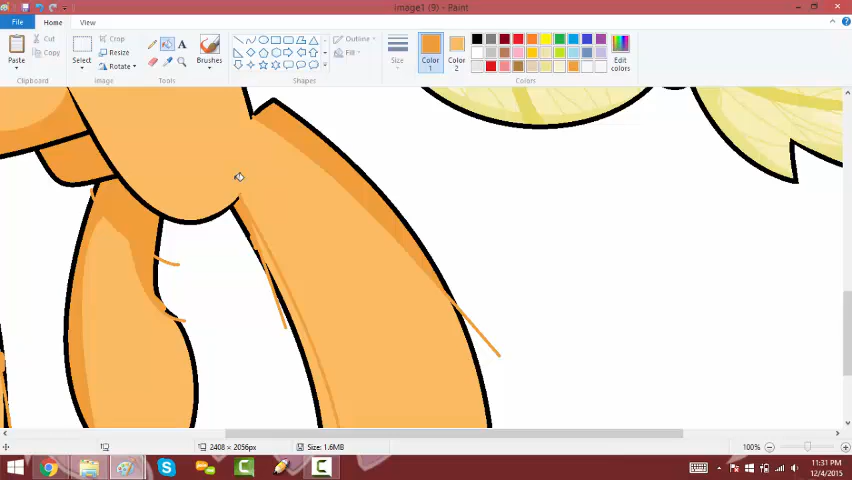 image1 (9) - Paint
File Home View
Paste Cut Copy Clipboard
Select Crop Resize Rotate Image
Tools
Brushes
Outline Fill Shapes
Size
Color 1 Color 2 Edit colors Colors
2408 × 2056px Size: 1.6MB 100%
11:31 PM
12/4/2015